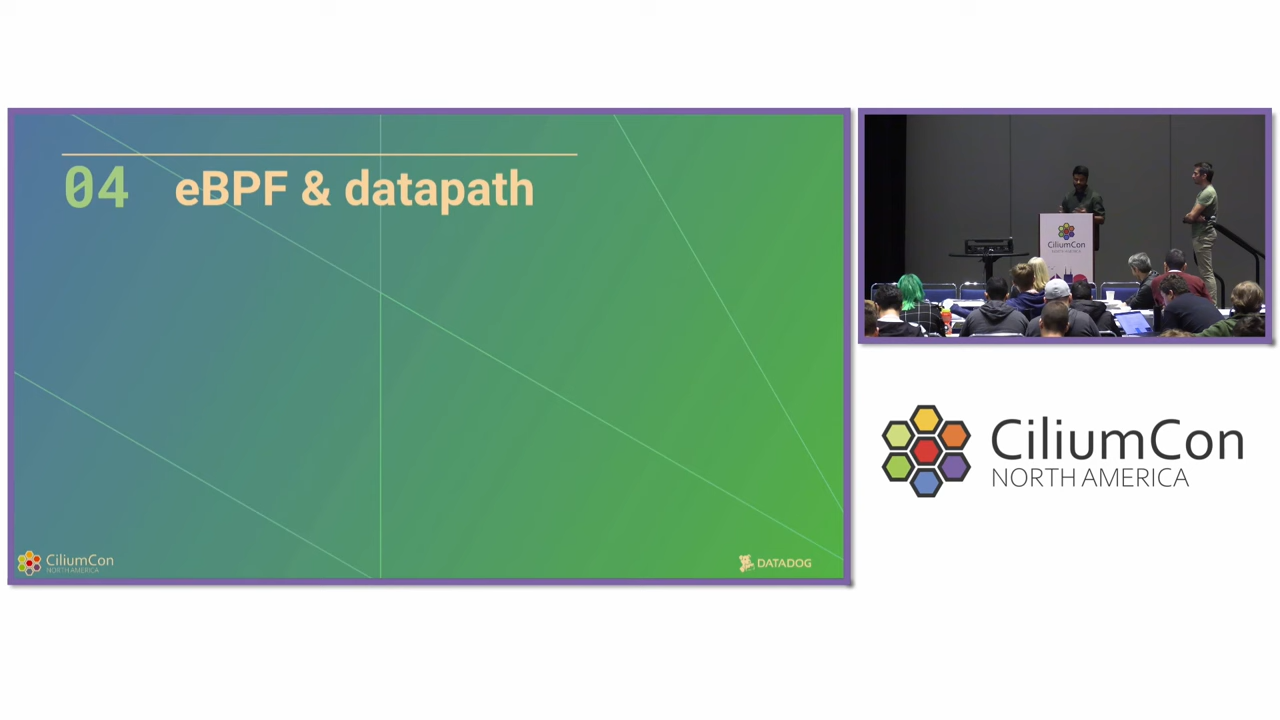 04 eBPF & datapath
CiliumCon
NORTH AMERICA
DATADOG
CiliumCon
CiliumCon
NORTH AMERICA